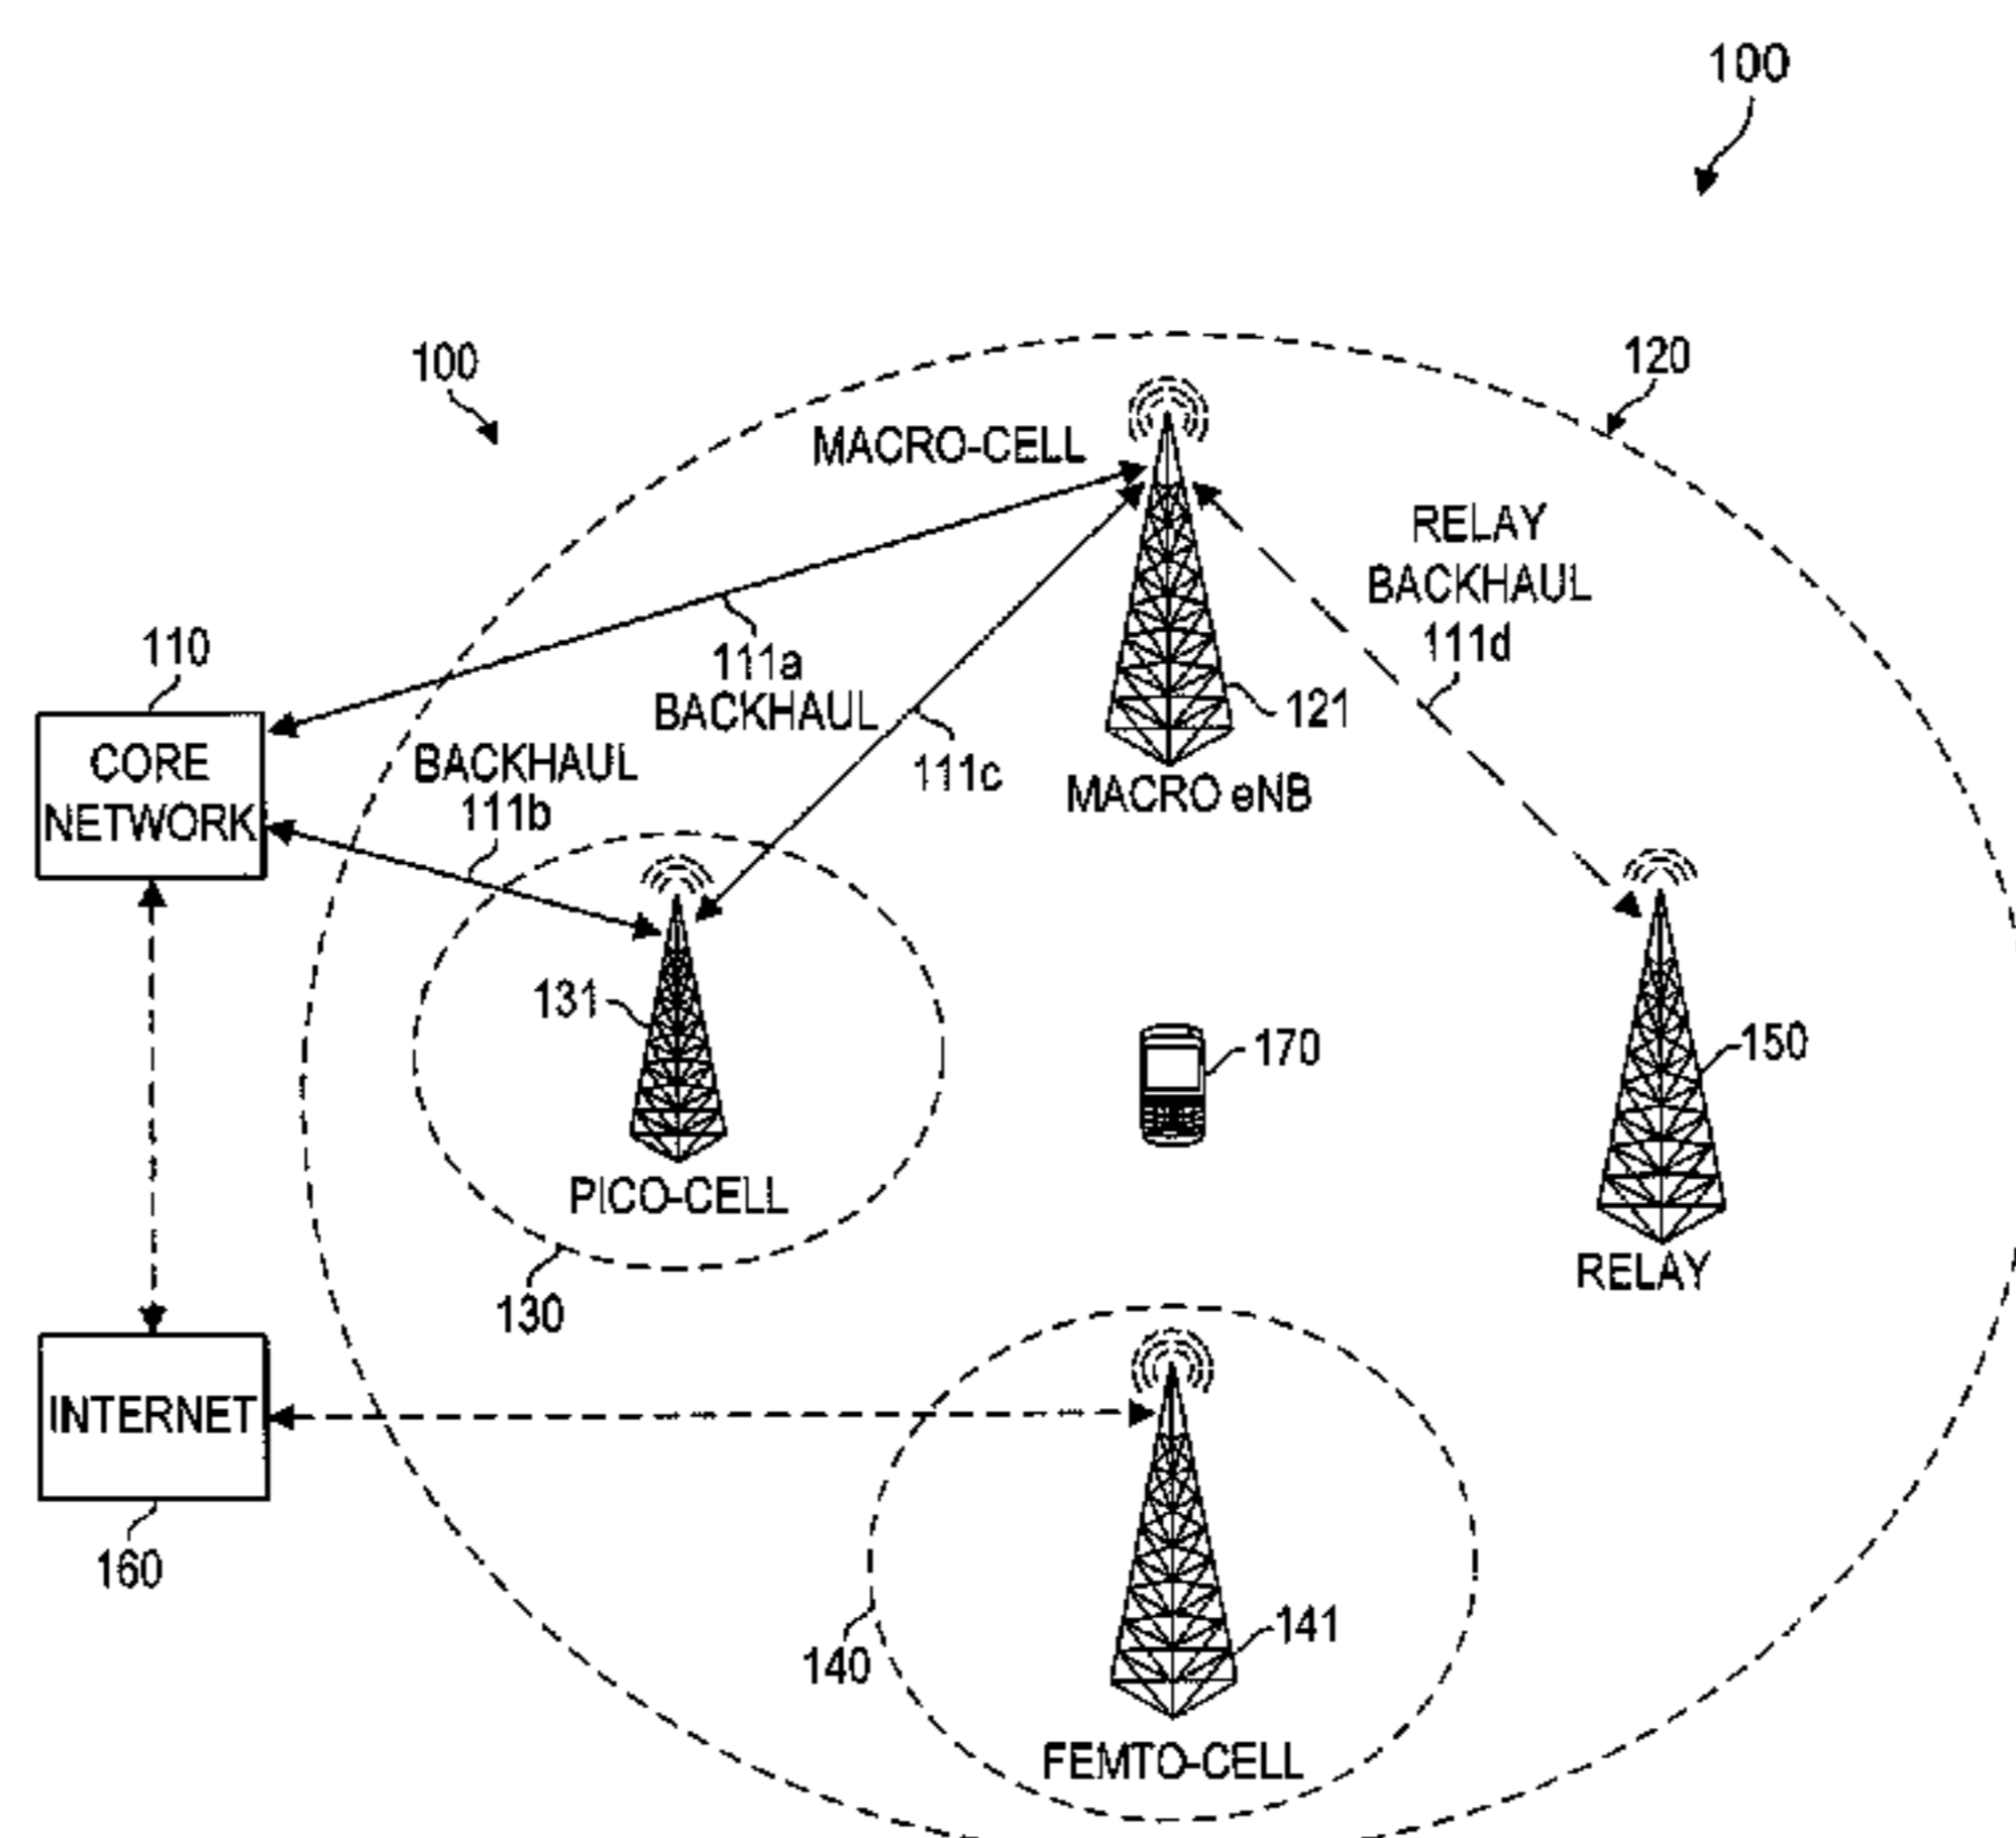 100
100
120
MACRO-CELL
RELAY
BACKHAUL
111d
110
111a
BACKHAUL
121
CORE
NETWORK
BACKHAUL
111b
111c
MACRO eNB
131
170
150
PICO-CELL
RELAY
130
INTERNET
160
140
141
FEMTO-CELL